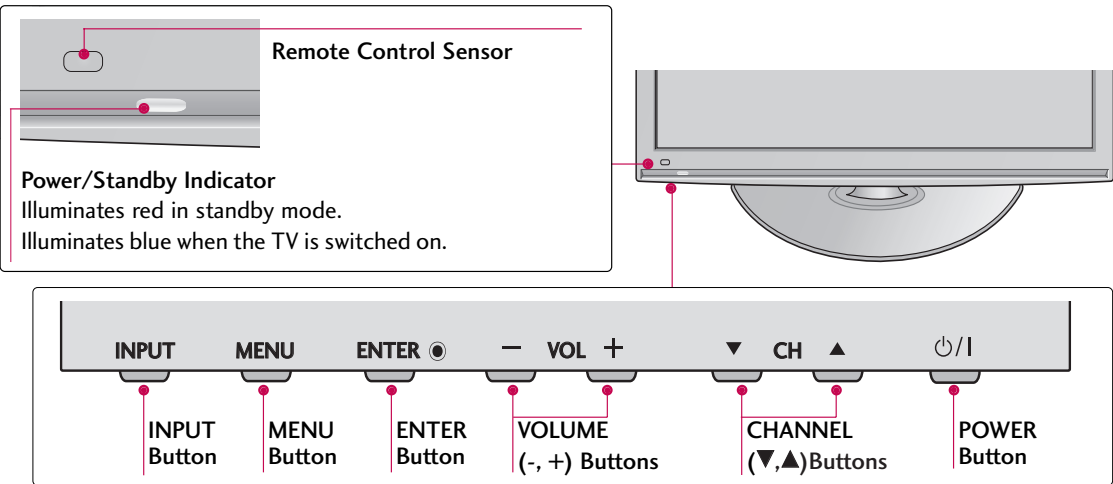 Remote Control Sensor
Power/Standby Indicator
Illuminates red in standby mode.
Illuminates blue when the TV is switched on.
INPUT MENU ENTER ◉ − VOL + ▼ CH ▲ ⏻/I
INPUT
Button
MENU
Button
ENTER
Button
VOLUME
(-, +) Buttons
CHANNEL
(▼,▲)Buttons
POWER
Button